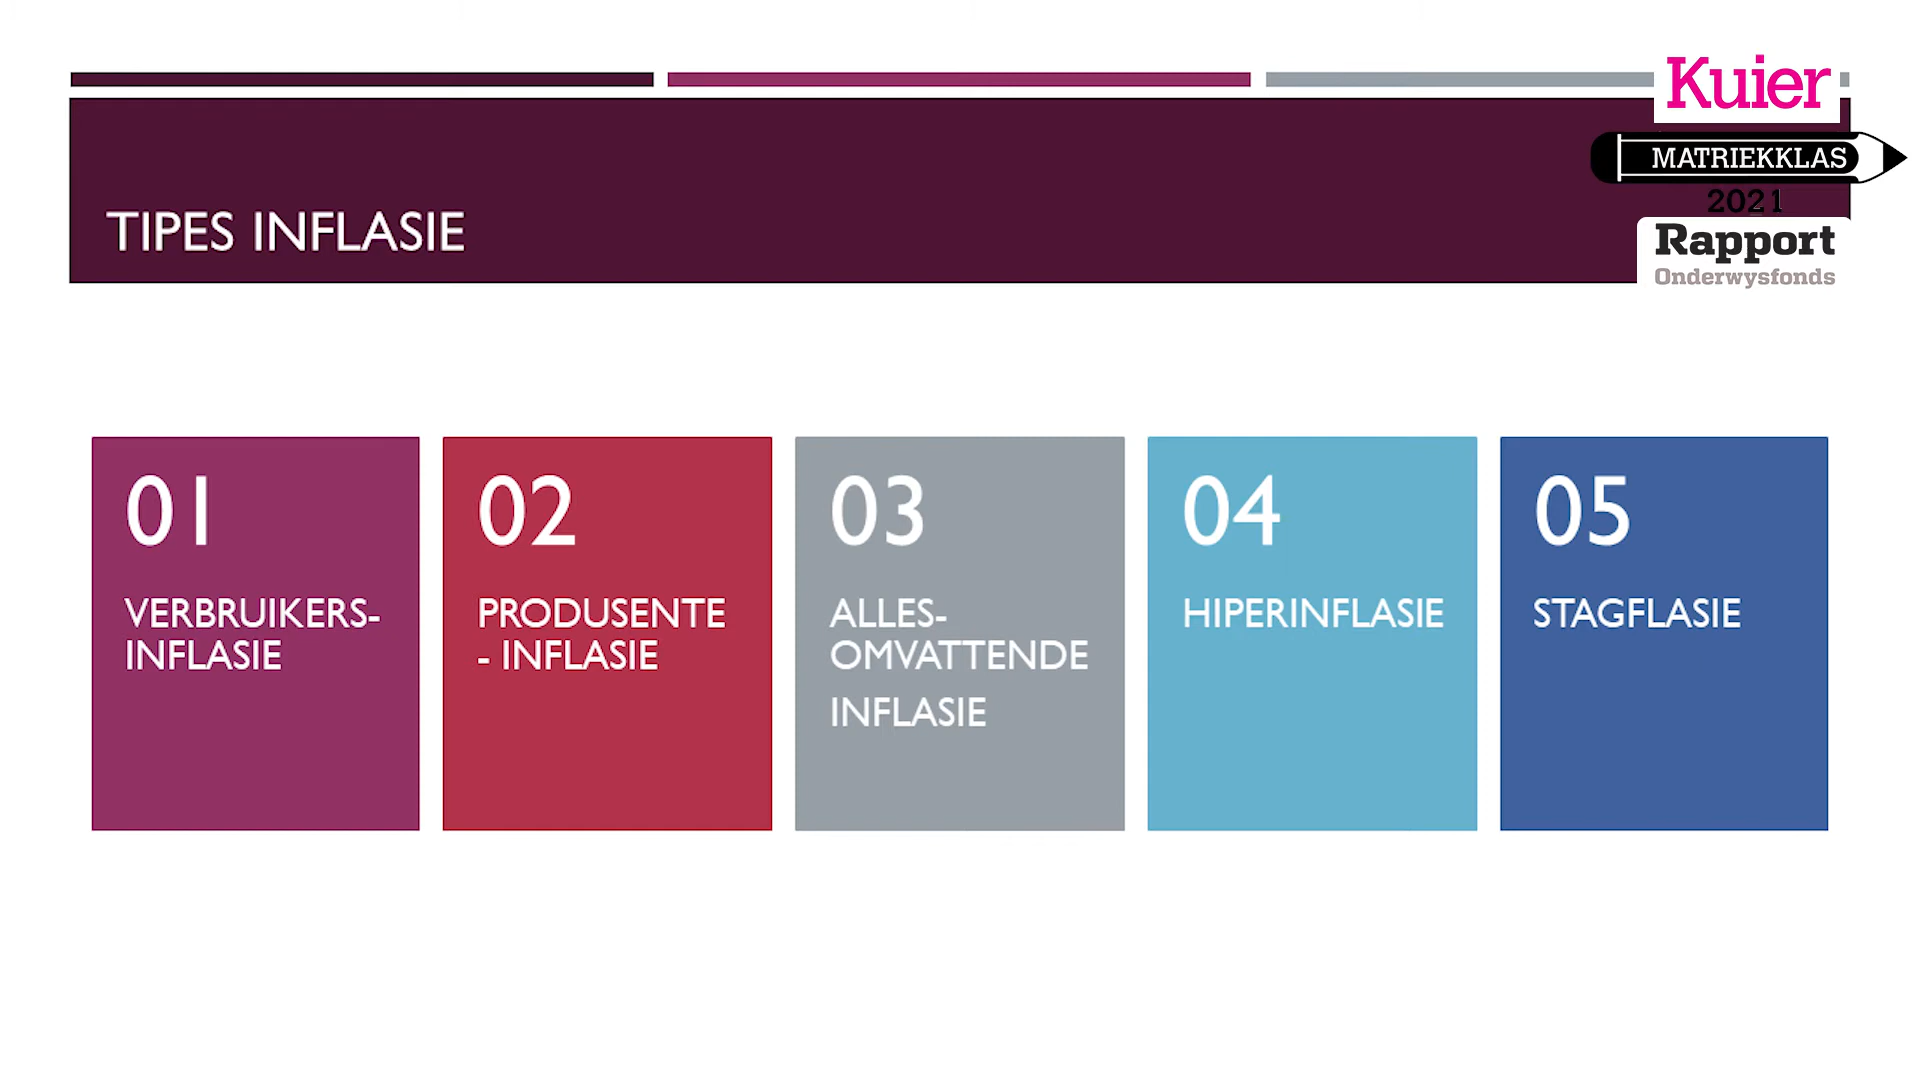 Kuier
MATRIEKKLAS
2021
Rapport
Onderwysfonds
TIPES INFLASIE
01
VERBRUIKERS-
INFLASIE
02
PRODUSENTE
- INFLASIE
03
ALLES-
OMVATTENDE
INFLASIE
04
HIPERINFLASIE
05
STAGFLASIE